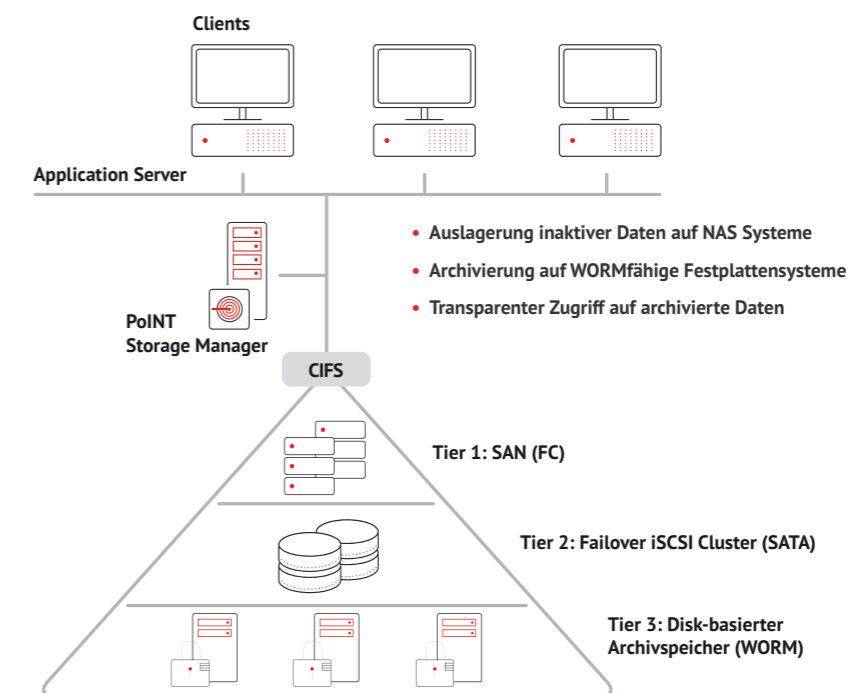 Clients
Application Server
• Auslagerung inaktiver Daten auf NAS Systeme
• Archivierung auf WORMfähige Festplattensysteme
• Transparenter Zugriff auf archivierte Daten
PoINT
Storage Manager
CIFS
Tier 1: SAN (FC)
Tier 2: Failover iSCSI Cluster (SATA)
Tier 3: Disk-basierter
Archivspeicher (WORM)